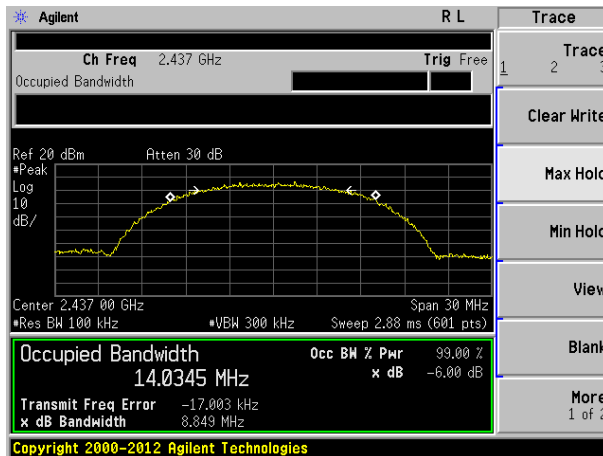 Agilent R L Trace
Ch Freq 2.437 GHz Trig Free
Occupied Bandwidth
Trace
1 2 3
Clear Write
Max Hold
Min Hold
View
Blank
More
1 of 2
Ref 20 dBm Atten 30 dB
#Peak
Log
10
dB/
Center 2.437 00 GHz Span 30 MHz
#Res BW 100 kHz #VBW 300 kHz Sweep 2.88 ms (601 pts)
Occupied Bandwidth Occ BW % Pwr 99.00 %
14.0345 MHz x dB -6.00 dB
Transmit Freq Error -17.003 kHz
x dB Bandwidth 8.849 MHz
Copyright 2000-2012 Agilent Technologies